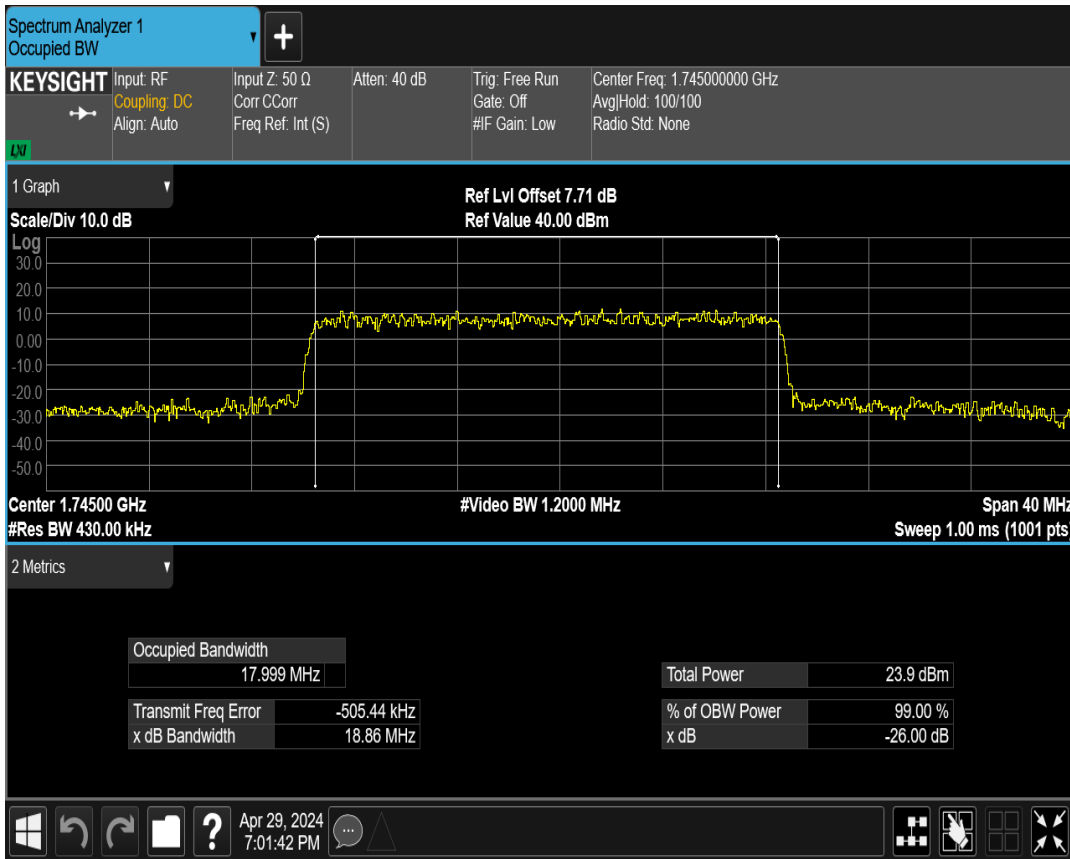 Spectrum Analyzer 1
Occupied BW
KEYSIGHT
Input: RF
Coupling: DC
Align: Auto
Input Z: 50 Ω
Corr CCorr
Freq Ref: Int (S)
Atten: 40 dB
Trig: Free Run
Gate: Off
#IF Gain: Low
Center Freq: 1.745000000 GHz
Avg|Hold: 100/100
Radio Std: None
LXI
1 Graph
Scale/Div 10.0 dB
Ref Lvl Offset 7.71 dB
Ref Value 40.00 dBm
Log
30.0
20.0
10.0
0.00
-10.0
-20.0
-30.0
-40.0
-50.0
Center 1.74500 GHz
#Res BW 430.00 kHz
#Video BW 1.2000 MHz
Span 40 MHz
Sweep 1.00 ms (1001 pts)
2 Metrics
Occupied Bandwidth
17.999 MHz
Transmit Freq Error -505.44 kHz
x dB Bandwidth 18.86 MHz
Total Power 23.9 dBm
% of OBW Power 99.00 %
x dB -26.00 dB
?
Apr 29, 2024
7:01:42 PM